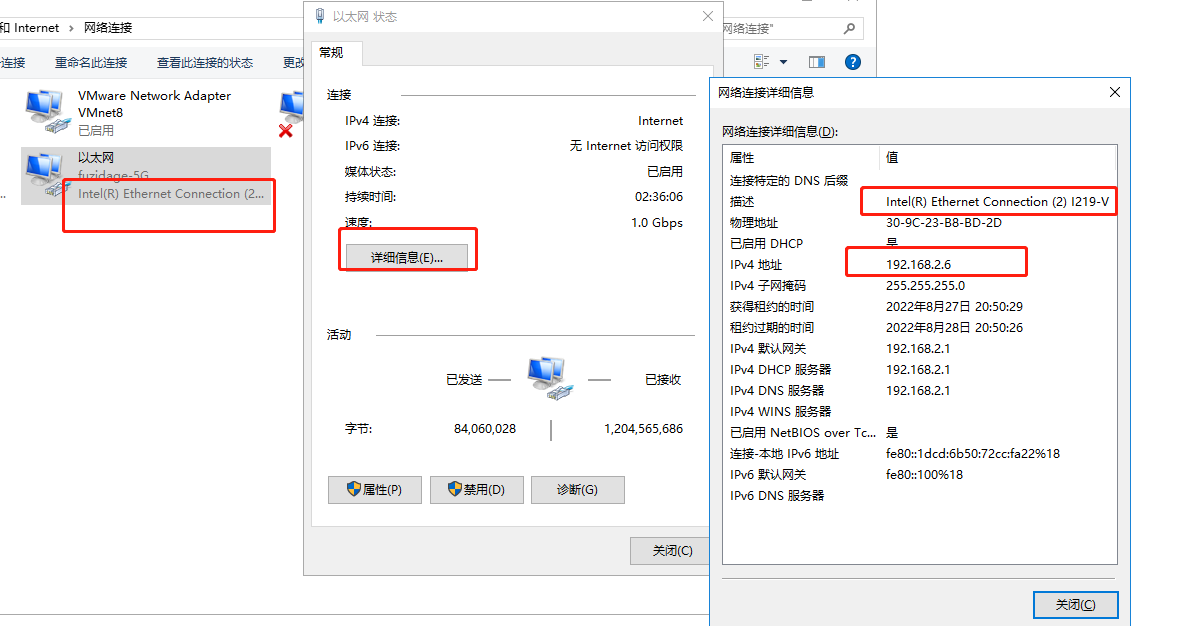 和 Internet › 网络连接
连接 重命名此连接 查看此连接的状态 更改
网络连接"
VMware Network Adapter
VMnet8
已启用
以太网
fuzidage-5G
Intel(R) Ethernet Connection (2...
...
以太网 状态
常规
连接
IPv4 连接: Internet
IPv6 连接: 无 Internet 访问权限
媒体状态: 已启用
持续时间: 02:36:06
速度: 1.0 Gbps
详细信息(E)...
活动
已发送 已接收
字节: 84,060,028 1,204,565,686
属性(P) 禁用(D) 诊断(G)
关闭(C)
网络连接详细信息
网络连接详细信息(D):
属性 值
连接特定的 DNS 后缀
描述 Intel(R) Ethernet Connection (2) I219-V
物理地址 30-9C-23-B8-BD-2D
已启用 DHCP 是
IPv4 地址 192.168.2.6
IPv4 子网掩码 255.255.255.0
获得租约的时间 2022年8月27日 20:50:29
租约过期的时间 2022年8月28日 20:50:26
IPv4 默认网关 192.168.2.1
IPv4 DHCP 服务器 192.168.2.1
IPv4 DNS 服务器 192.168.2.1
IPv4 WINS 服务器
已启用 NetBIOS over Tc... 是
连接-本地 IPv6 地址 fe80::1dcd:6b50:72cc:fa22%18
IPv6 默认网关 fe80::100%18
IPv6 DNS 服务器
关闭(C)